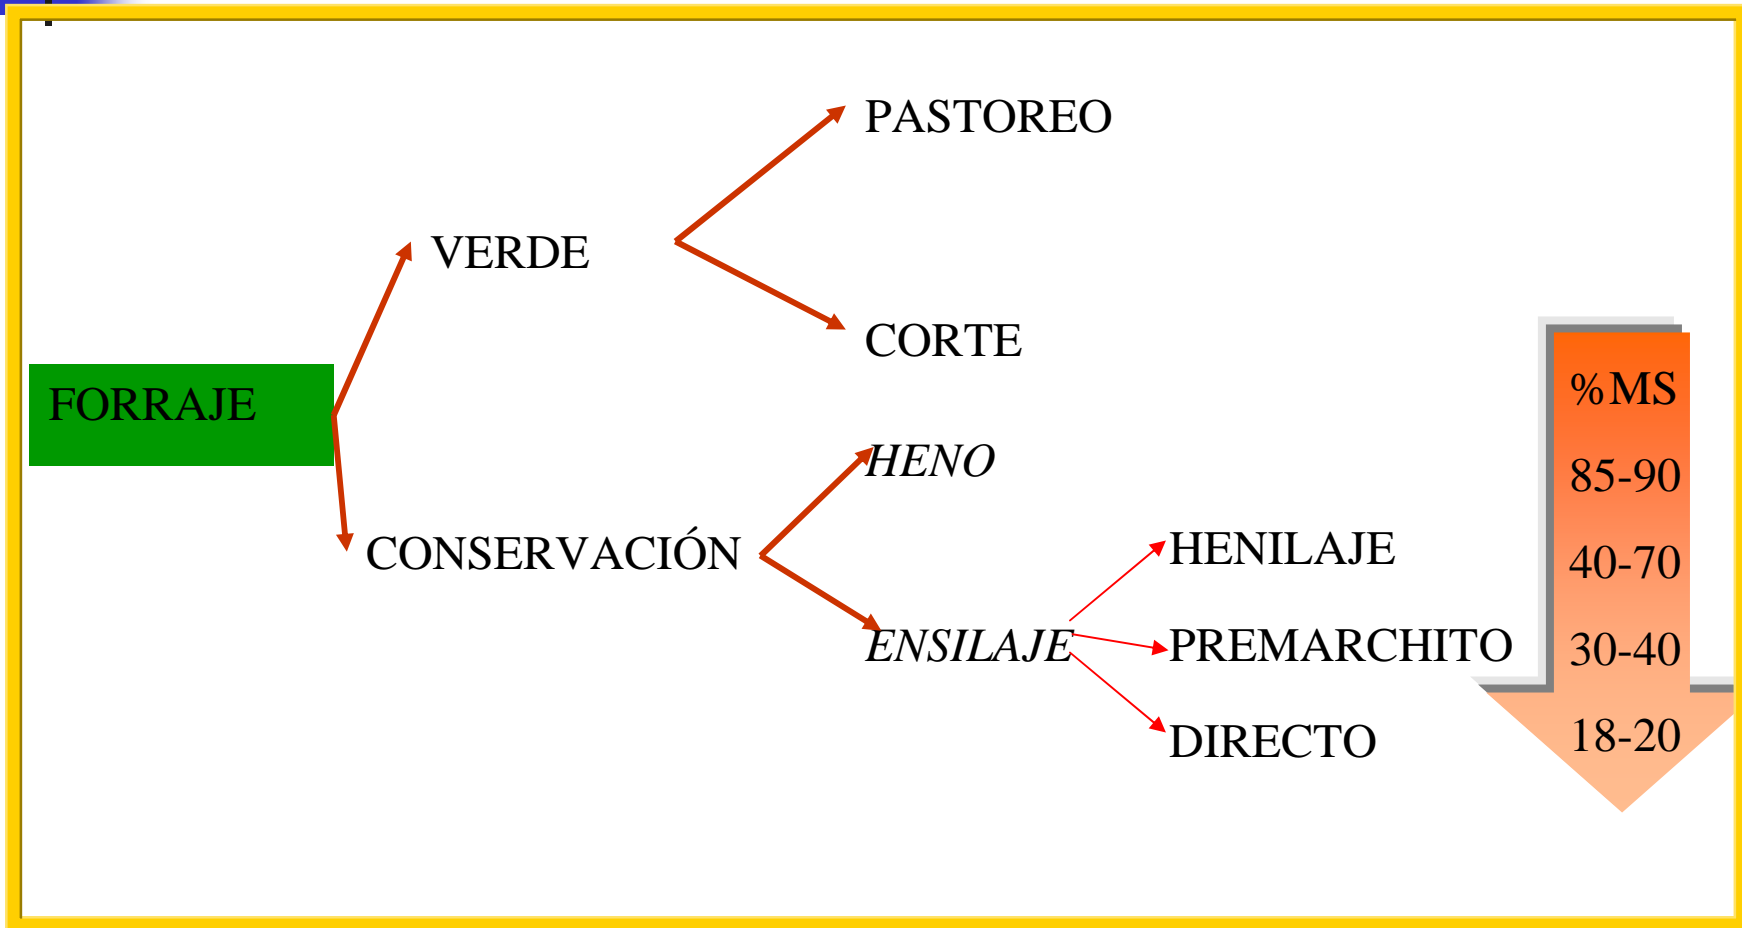 PASTOREO
VERDE
CORTE
FORRAJE
%MS
HENO
85-90
CONSERVACIÓN
HENILAJE
40-70
ENSILAJE
PREMARCHITO
30-40
DIRECTO
18-20